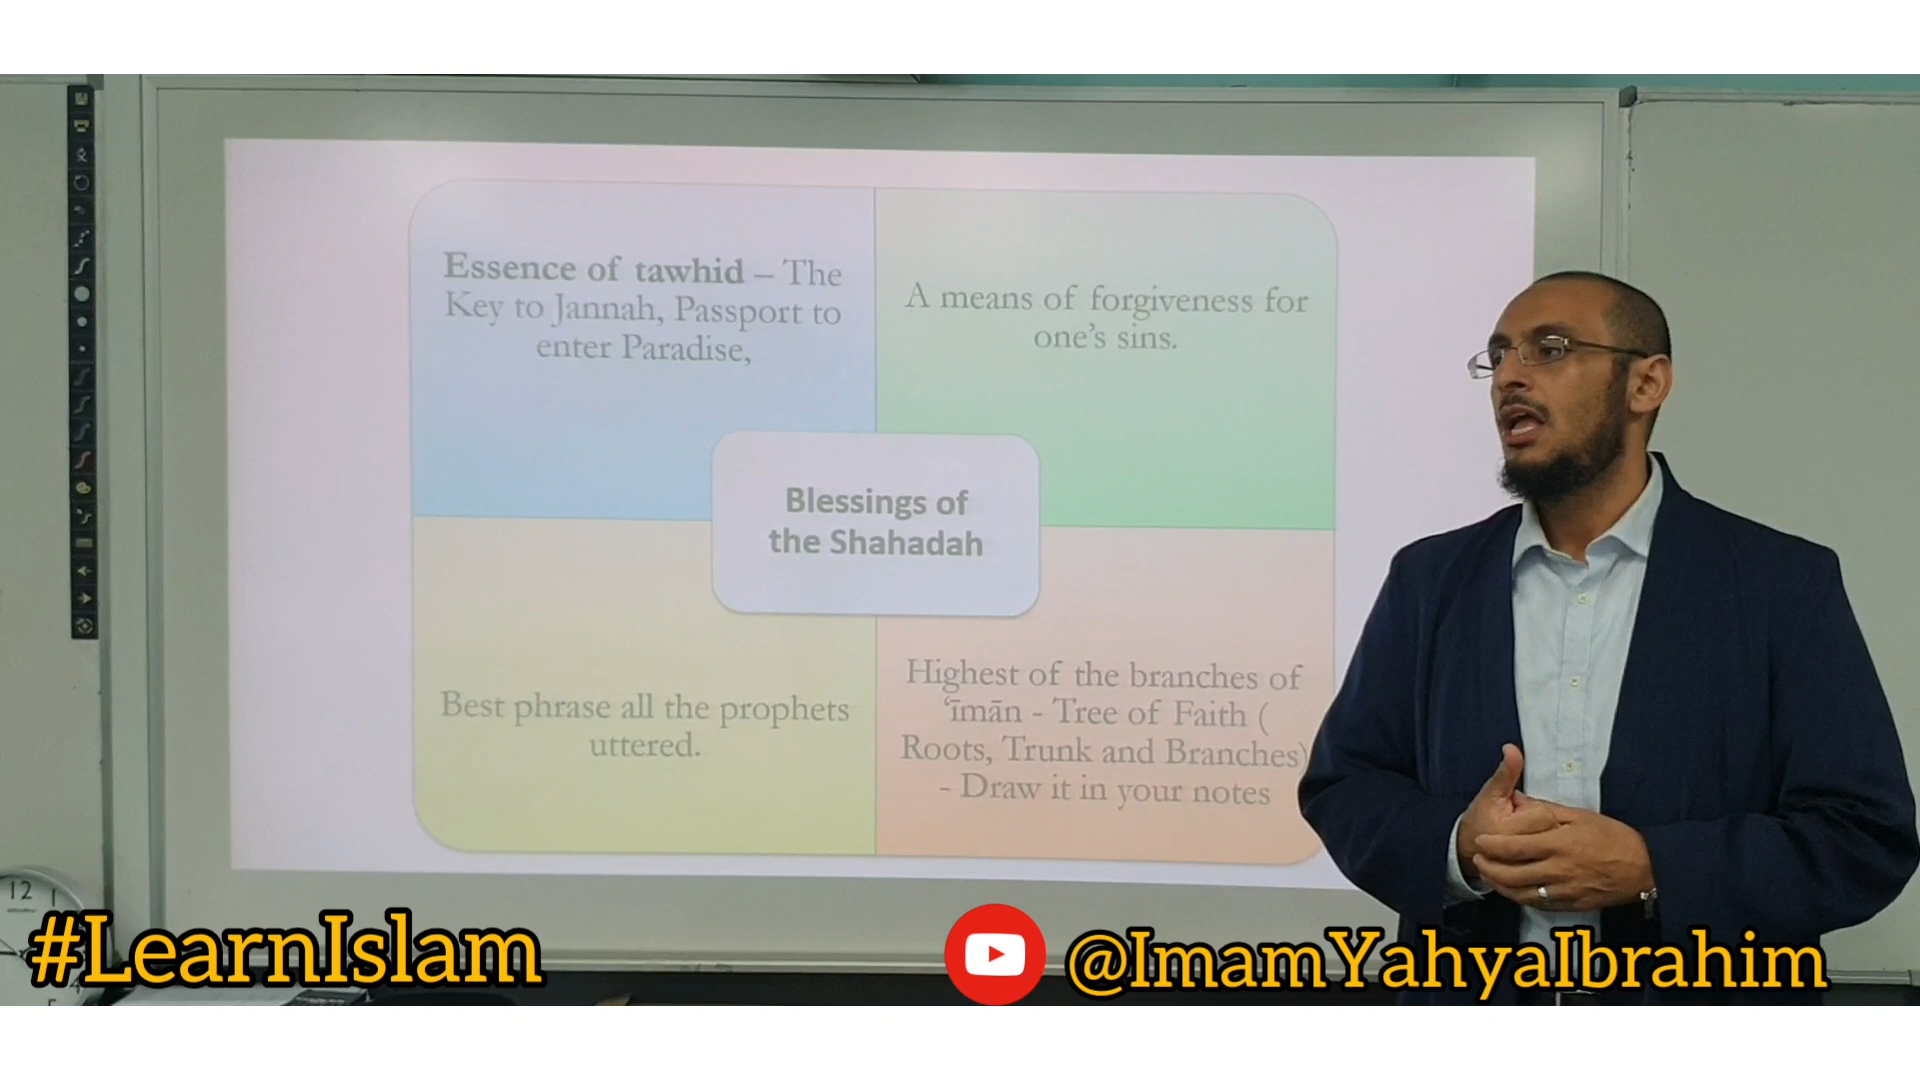 Essence of tawhid – The
Key to Jannah, Passport to
enter Paradise,
A means of forgiveness for
one's sins.
Blessings of
the Shahadah
Best phrase all the prophets
uttered.
Highest of the branches of
‘īmān - Tree of Faith (
Roots, Trunk and Branches)
- Draw it in your notes
12
1
#LearnIslam
@ImamYahyaIbrahim